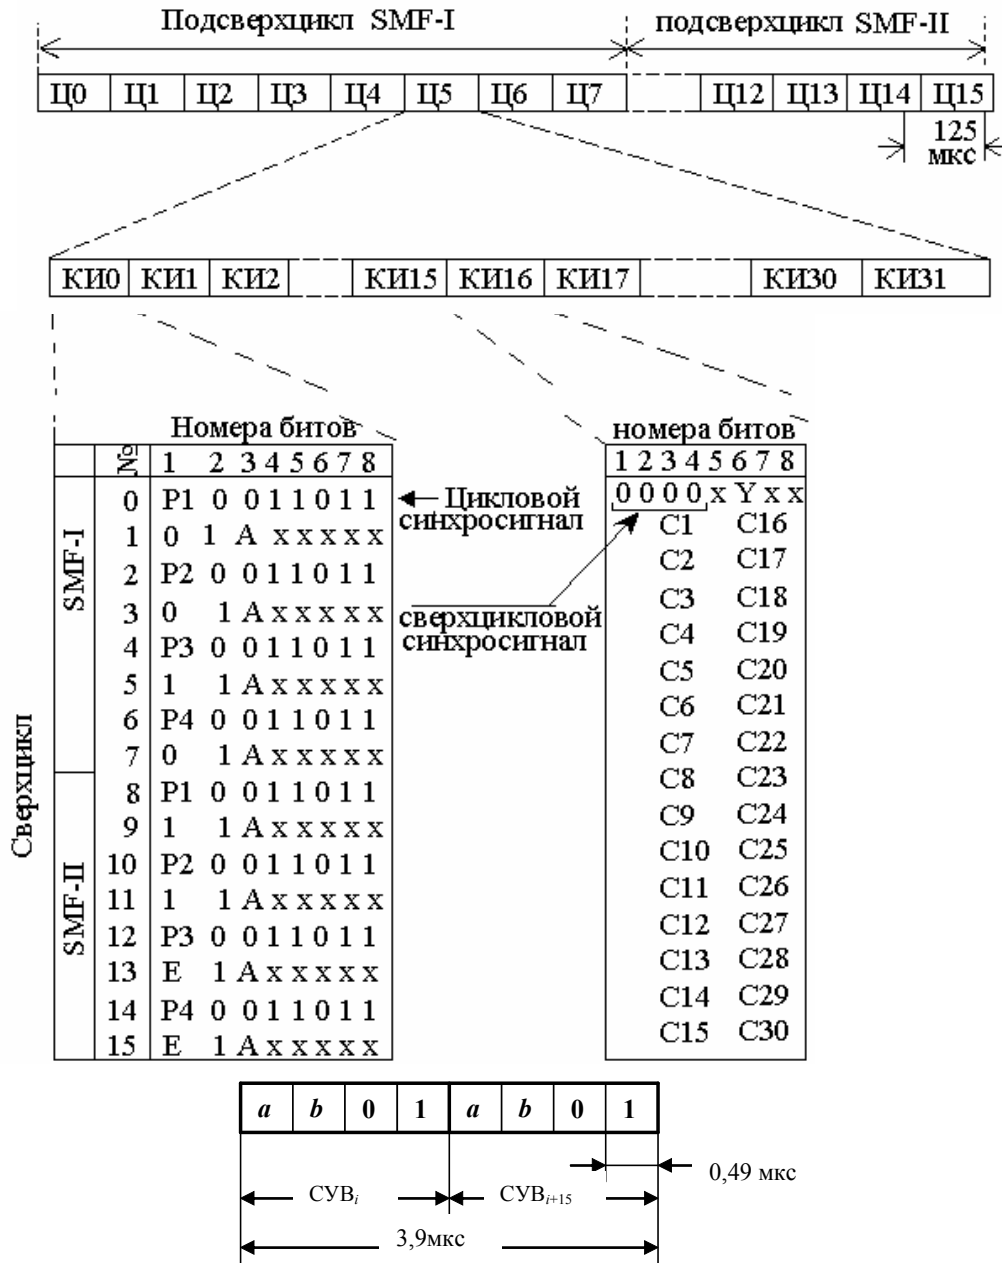 Подсверхцикл SMF-I подсверхцикл SMF-II
Ц0 Ц1 Ц2 Ц3 Ц4 Ц5 Ц6 Ц7 Ц12 Ц13 Ц14 Ц15
125
мкс
КИ0 КИ1 КИ2 КИ15 КИ16 КИ17 КИ30 КИ31
Номера битов
№ 1 2 3 4 5 6 7 8
Сверхцикл
SMF-I
0 P1 0 0 1 1 0 1 1
1 0 1 A x x x x x
2 P2 0 0 1 1 0 1 1
3 0 1 A x x x x x
4 P3 0 0 1 1 0 1 1
5 1 1 A x x x x x
6 P4 0 0 1 1 0 1 1
7 0 1 A x x x x x
SMF-II
8 P1 0 0 1 1 0 1 1
9 1 1 A x x x x x
10 P2 0 0 1 1 0 1 1
11 1 1 A x x x x x
12 P3 0 0 1 1 0 1 1
13 E 1 A x x x x x
14 P4 0 0 1 1 0 1 1
15 E 1 A x x x x x
Цикловой
синхросигнал
сверхцикловой
синхросигнал
номера битов
1 2 3 4 5 6 7 8
0 0 0 0 x Y x x
C1 C16
C2 C17
C3 C18
C4 C19
C5 C20
C6 C21
C7 C22
C8 C23
C9 C24
C10 C25
C11 C26
C12 C27
C13 C28
C14 C29
C15 C30
a b 0 1 a b 0 1
0,49 мкс
СУВi СУВi+15
3,9мкс